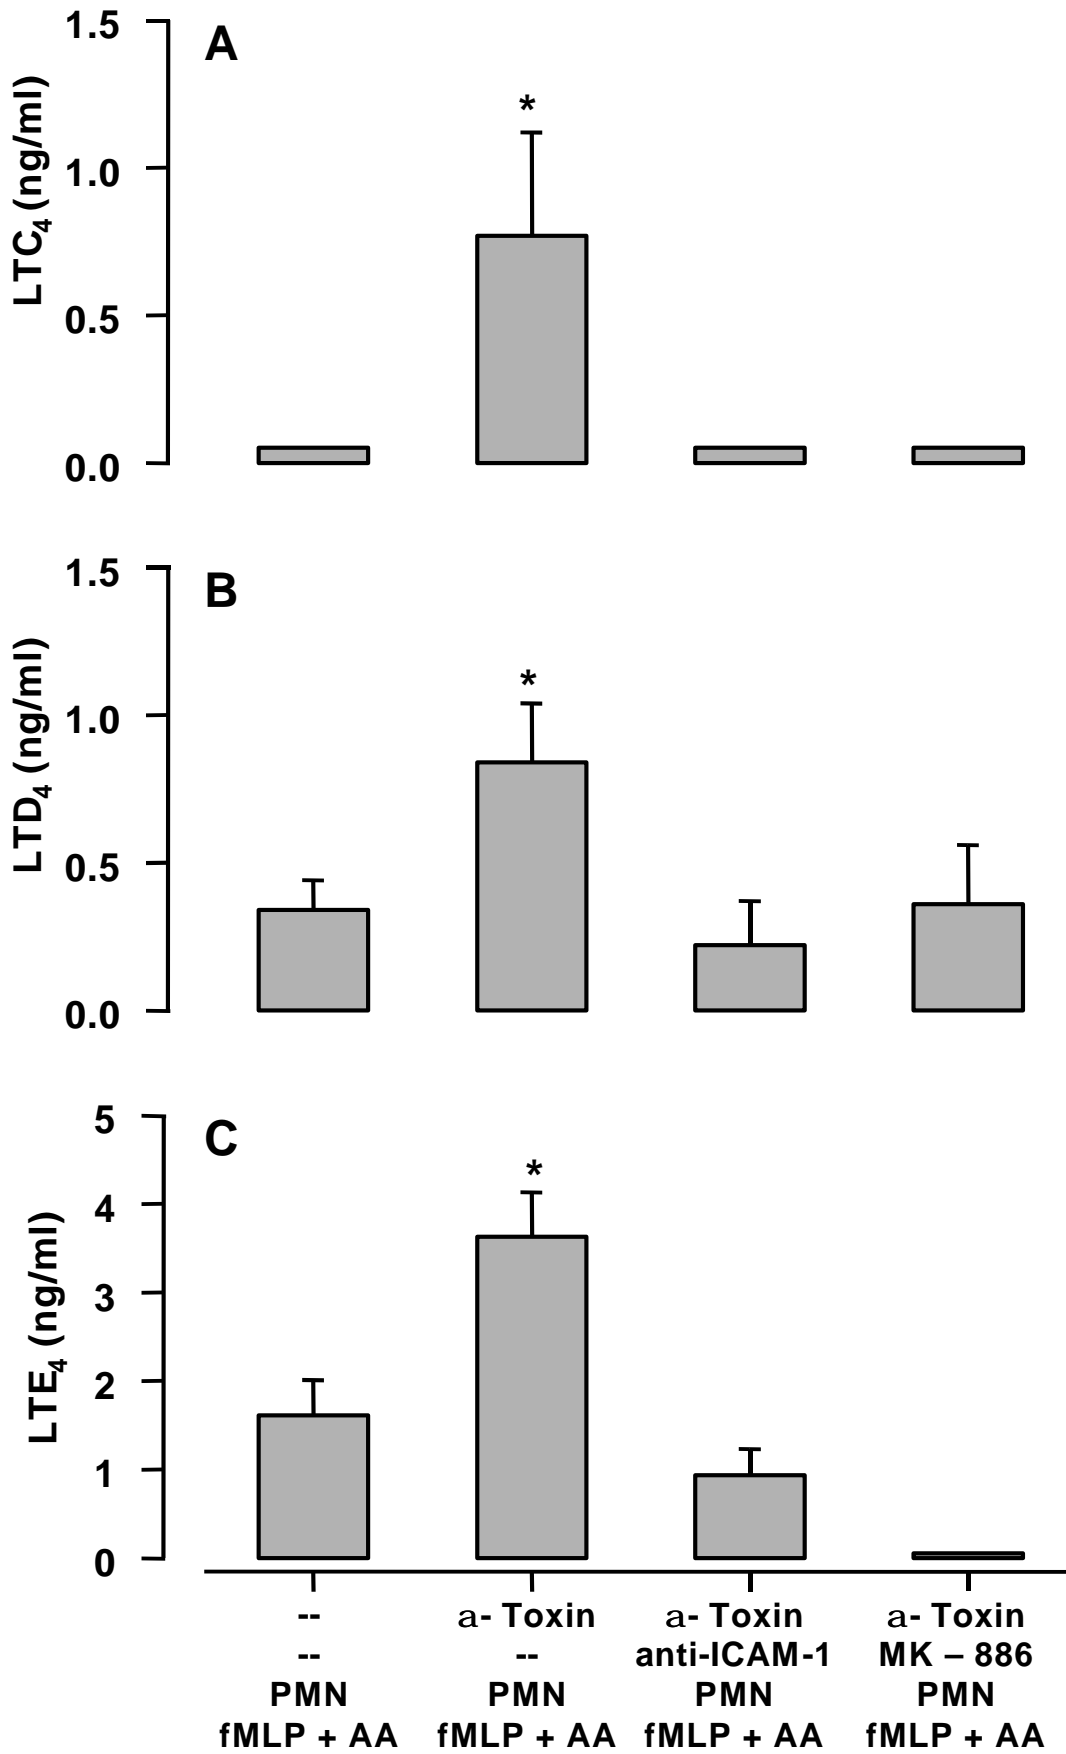 A
*
LTC4 (ng/ml)
1.5
1.0
0.5
0.0
B
*
LTD4 (ng/ml)
1.5
1.0
0.5
0.0
C
*
LTE4 (ng/ml)
5
4
3
2
1
0
-- a- Toxin a- Toxin a- Toxin
-- -- anti-ICAM-1 MK – 886
PMN PMN PMN PMN
fMLP + AA fMLP + AA fMLP + AA fMLP + AA